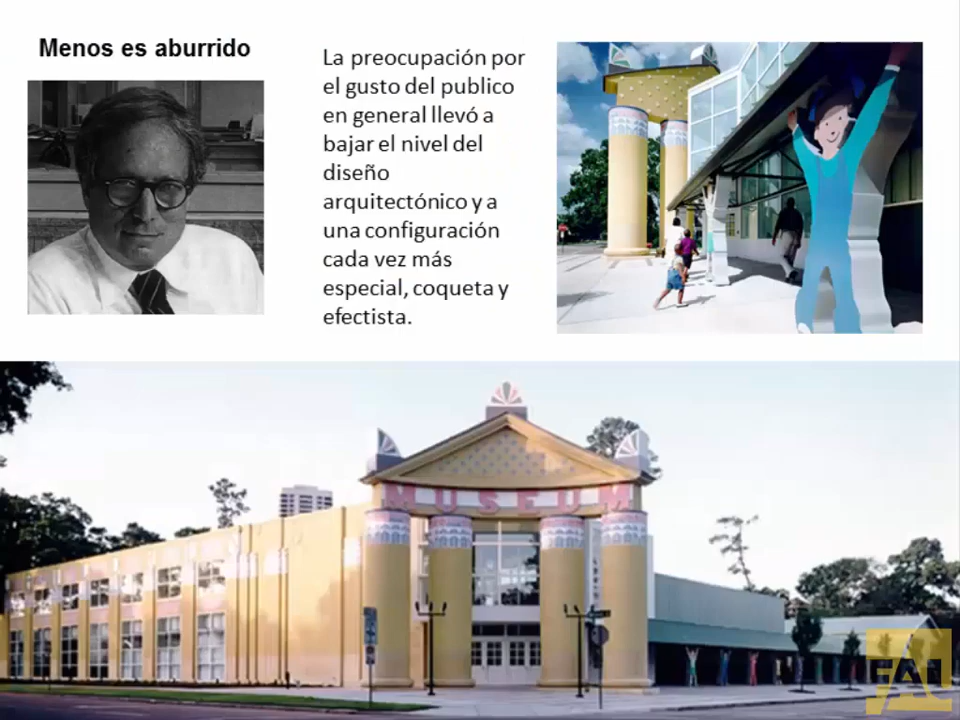 Menos es aburrido
La preocupación por
el gusto del publico
en general llevó a
bajar el nivel del
diseño
arquitectónico y a
una configuración
cada vez más
especial, coqueta y
efectista.
MUSEUM
FAU